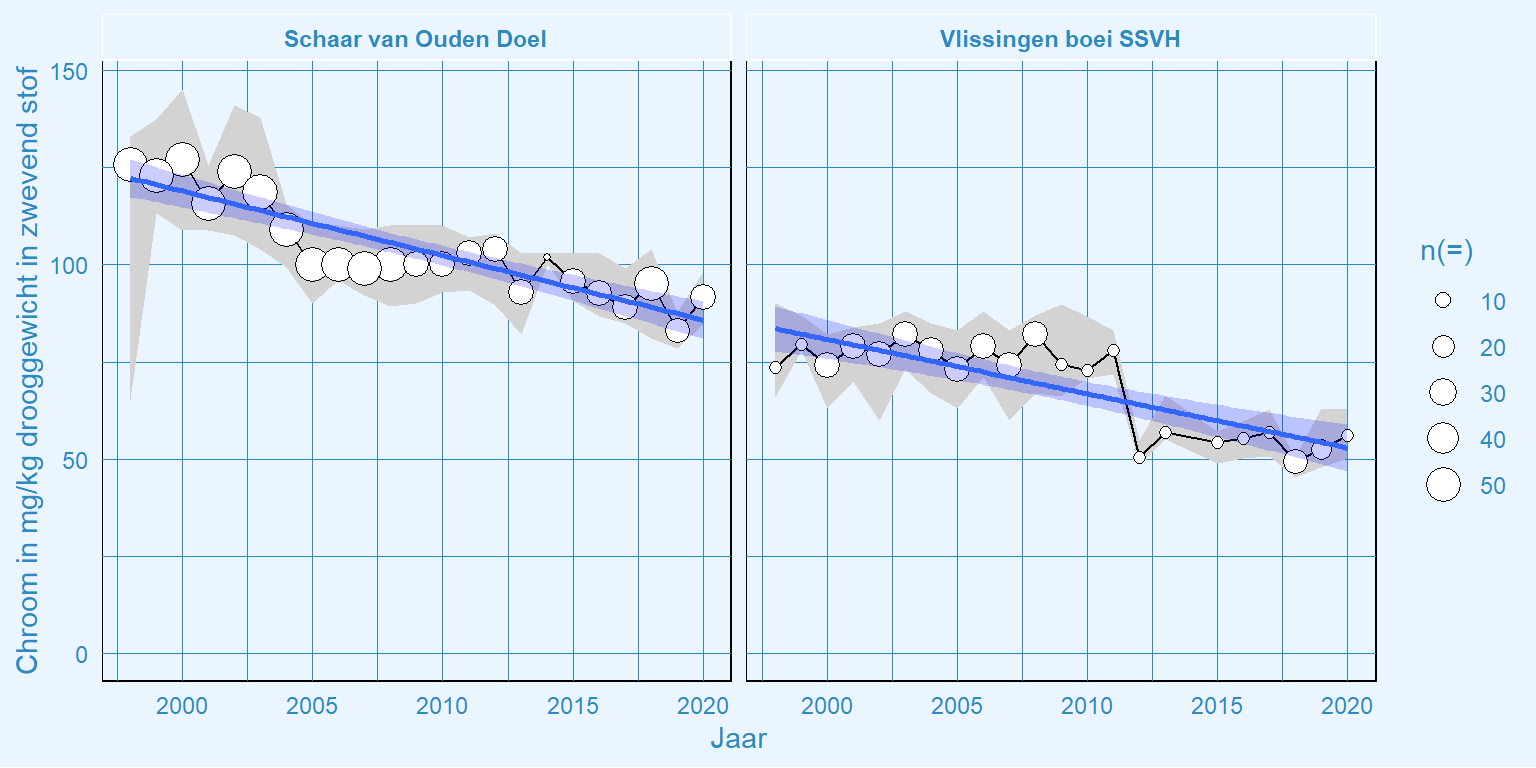 Schaar van Ouden Doel
Vlissingen boei SSVH
Chroom in mg/kg drooggewicht in zwevend stof
150
100
50
0
2000 2005 2010 2015 2020
2000 2005 2010 2015 2020
Jaar
n(=)
10
20
30
40
50